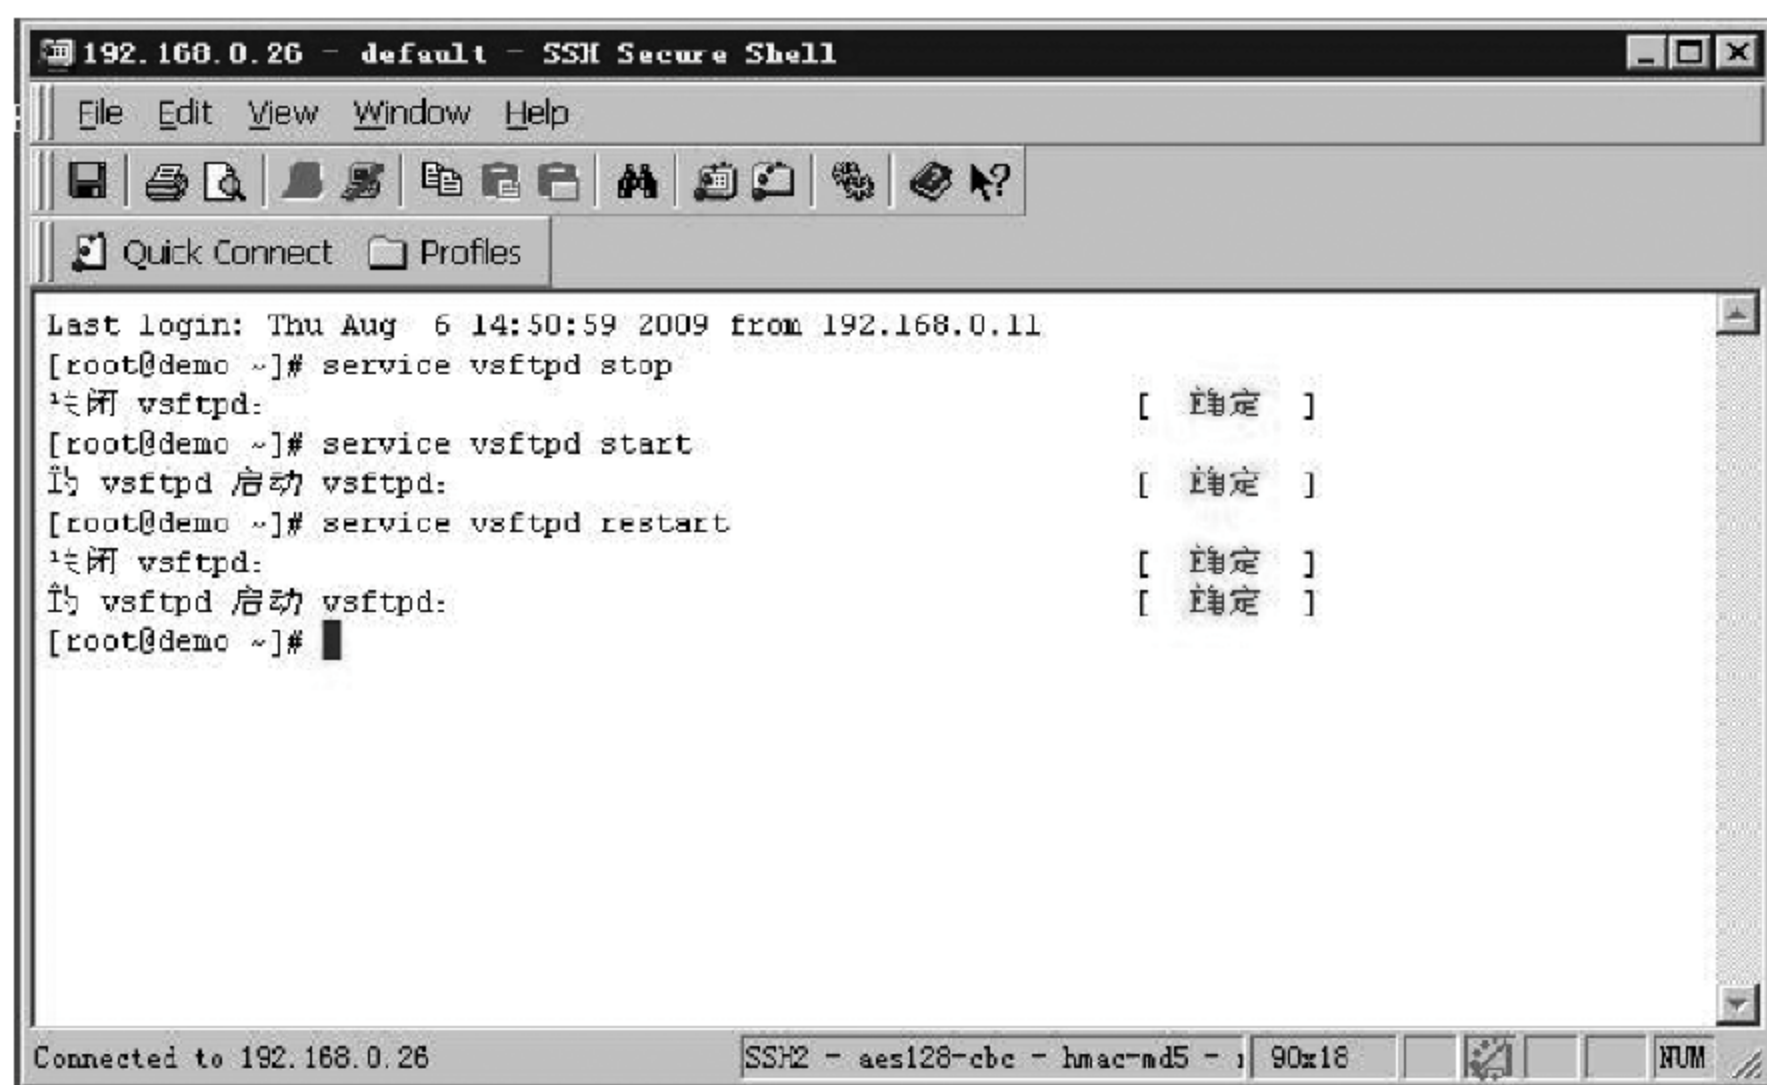 192.168.0.26 - default - SSH Secure Shell
File Edit View Window Help
Quick Connect Profiles
Last login: Thu Aug  6 14:50:59 2009 from 192.168.0.11
[root@demo ~]# service vsftpd stop
关闭 vsftpd: [ 确定 ]
[root@demo ~]# service vsftpd start
为 vsftpd 启动 vsftpd: [ 确定 ]
[root@demo ~]# service vsftpd restart
关闭 vsftpd: [ 确定 ]
为 vsftpd 启动 vsftpd: [ 确定 ]
[root@demo ~]#
Connected to 192.168.0.26 SSH2 - aes128-cbc - hmac-md5 - 90x18 NUM